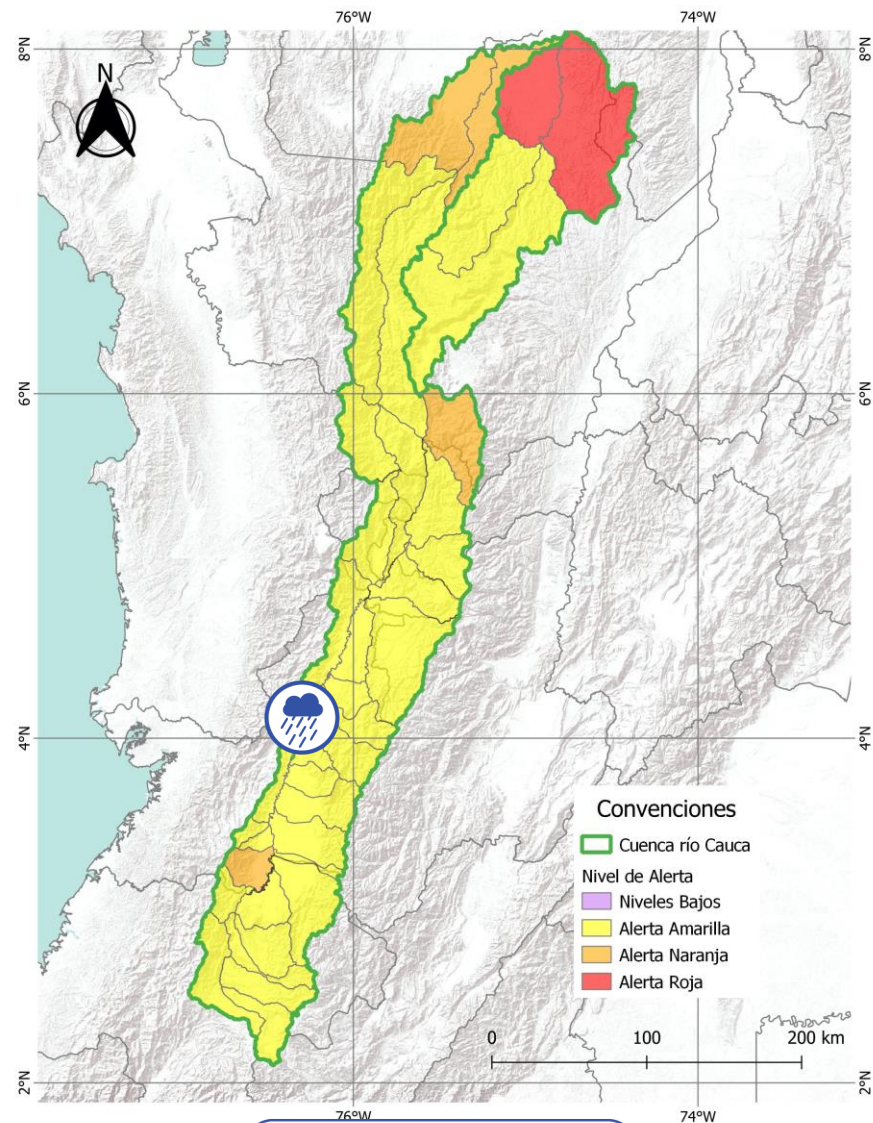 76°W 74°W
8°N 8°N
N
6°N 6°N
4°N 4°N
Convenciones
Cuenca río Cauca
Nivel de Alerta
Niveles Bajos
Alerta Amarilla
Alerta Naranja
Alerta Roja
0 100 200 km
2°N 2°N
76°W 74°W